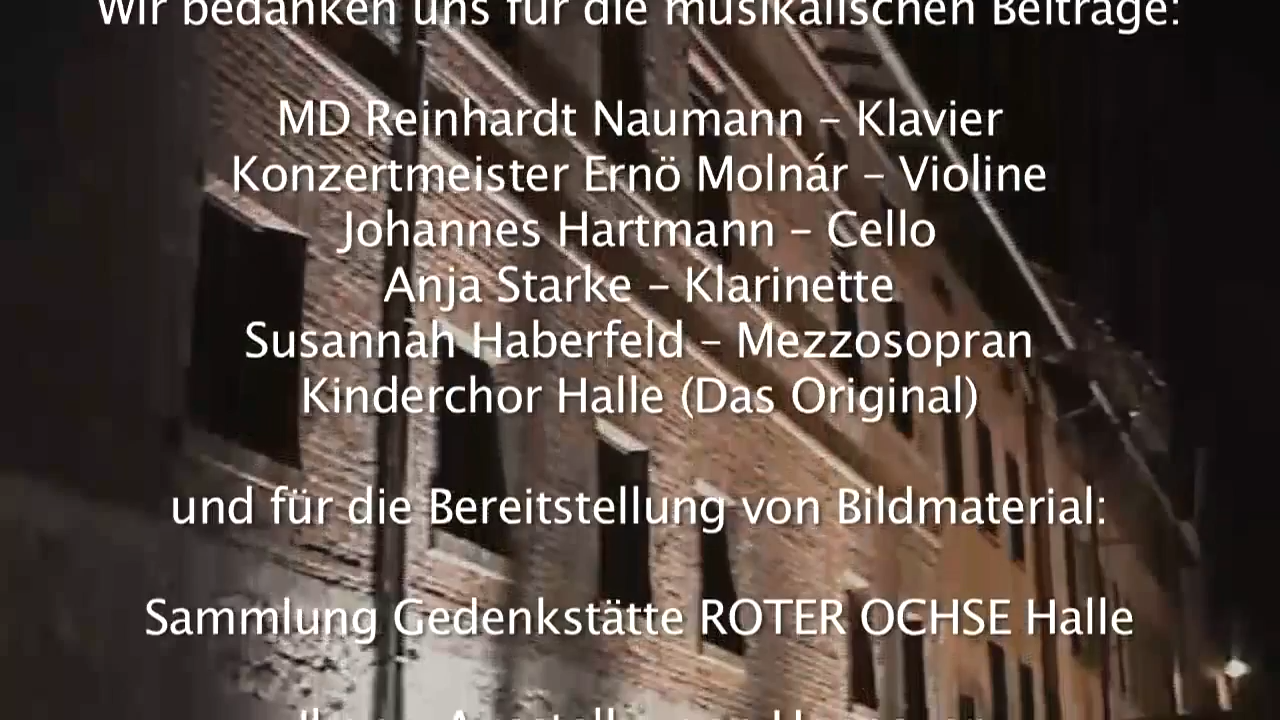 Wir bedanken uns für die musikalischen Beiträge:
MD Reinhardt Naumann – Klavier
Konzertmeister Ernö Molnár – Violine
Johannes Hartmann – Cello
Anja Starke – Klarinette
Susannah Haberfeld – Mezzosopran
Kinderchor Halle (Das Original)
und für die Bereitstellung von Bildmaterial:
Sammlung Gedenkstätte ROTER OCHSE Halle